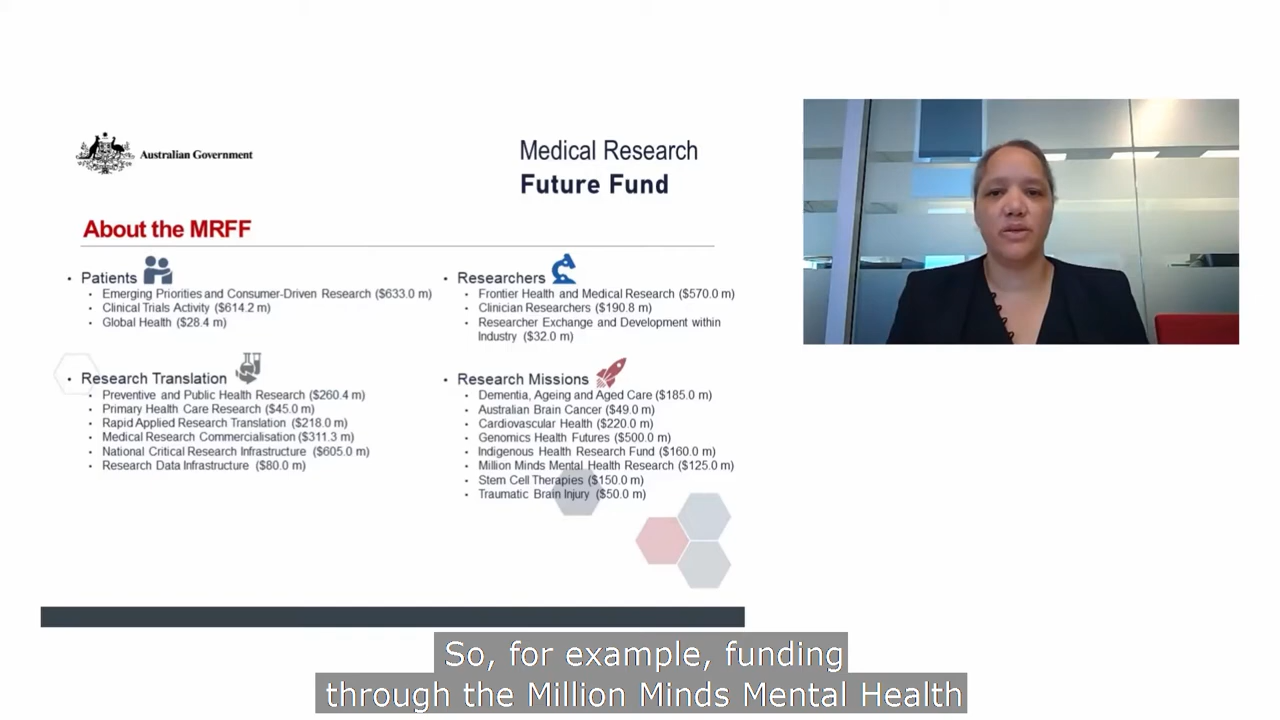 Australian Government
Medical Research
Future Fund
About the MRFF
• Patients
• Emerging Priorities and Consumer-Driven Research ($633.0 m)
• Clinical Trials Activity ($614.2 m)
• Global Health ($28.4 m)
• Researchers
• Frontier Health and Medical Research ($570.0 m)
• Clinician Researchers ($190.8 m)
• Researcher Exchange and Development within
Industry ($32.0 m)
• Research Translation
• Preventive and Public Health Research ($260.4 m)
• Primary Health Care Research ($45.0 m)
• Rapid Applied Research Translation ($218.0 m)
• Medical Research Commercialisation ($311.3 m)
• National Critical Research Infrastructure ($605.0 m)
• Research Data Infrastructure ($80.0 m)
• Research Missions
• Dementia, Ageing and Aged Care ($185.0 m)
• Australian Brain Cancer ($49.0 m)
• Cardiovascular Health ($220.0 m)
• Genomics Health Futures ($500.0 m)
• Indigenous Health Research Fund ($160.0 m)
• Million Minds Mental Health Research ($125.0 m)
• Stem Cell Therapies ($150.0 m)
• Traumatic Brain Injury ($50.0 m)
So, for example, funding
through the Million Minds Mental Health